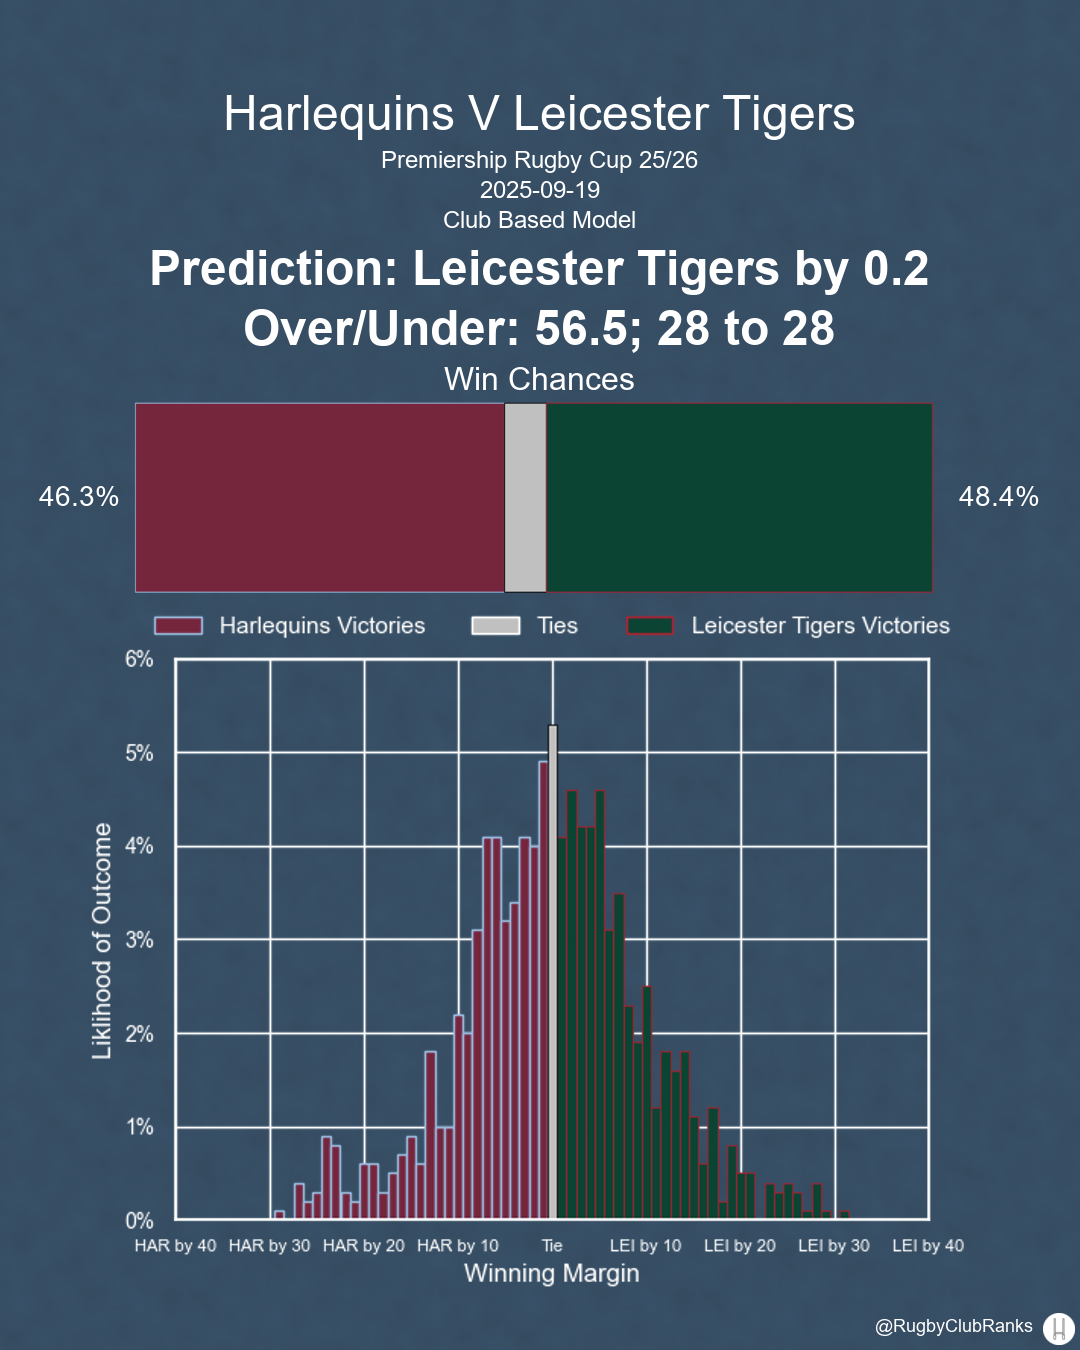 Harlequins V Leicester Tigers
Premiership Rugby Cup 25/26
2025-09-19
Club Based Model
Prediction: Leicester Tigers by 0.2
Over/Under: 56.5; 28 to 28
Win Chances
46.3%
48.4%
Harlequins Victories
Ties
Leicester Tigers Victories
6%
5%
4%
3%
2%
1%
0%
Liklihood of Outcome
HAR by 40
HAR by 30
HAR by 20
HAR by 10
Tie
LEI by 10
LEI by 20
LEI by 30
LEI by 40
Winning Margin
@RugbyClubRanks